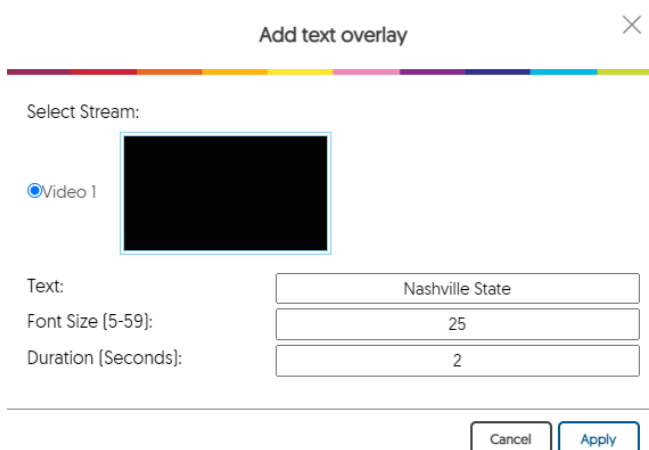 Add text overlay
Select Stream:
Video 1
Text: Nashville State
Font Size (5-59): 25
Duration (Seconds): 2
Cancel Apply